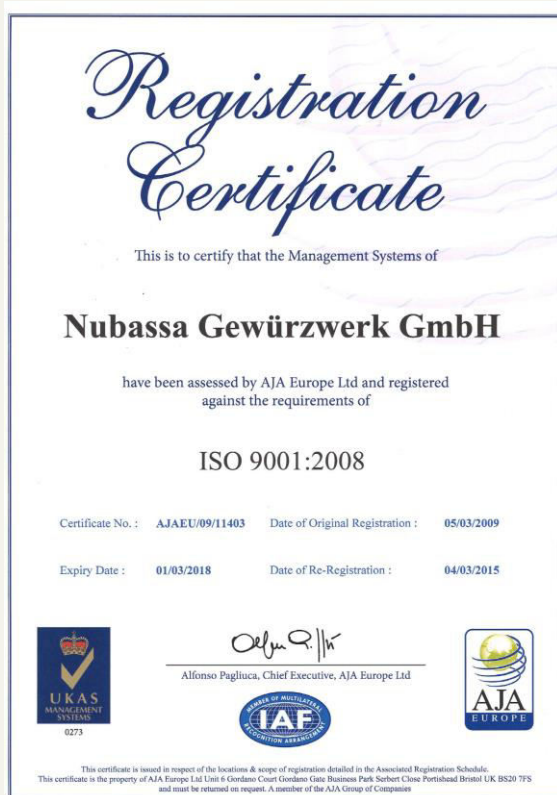 Registration
Certificate
This is to certify that the Management Systems of
Nubassa Gewürzwerk GmbH
have been assessed by AJA Europe Ltd and registered
against the requirements of
ISO 9001:2008
Certificate No. : AJAEU/09/11403 Date of Original Registration : 05/03/2009
Expiry Date : 01/03/2018 Date of Re-Registration : 04/03/2015
Alfonso Pagliuca, Chief Executive, AJA Europe Ltd
UKAS
MANAGEMENT
SYSTEMS
0273
MEMBER OF MULTILATERAL
IAF
RECOGNITION ARRANGEMENT
AJA
EUROPE
This certificate is issued in respect of the locations & scope of registration detailed in the Associated Registration Schedule.
This certificate is the property of AJA Europe Ltd Unit 6 Gordano Court Gordano Gate Business Park Serbert Close Portishead Bristol UK BS20 7FS
and must be returned on request. A member of the AJA Group of Companies